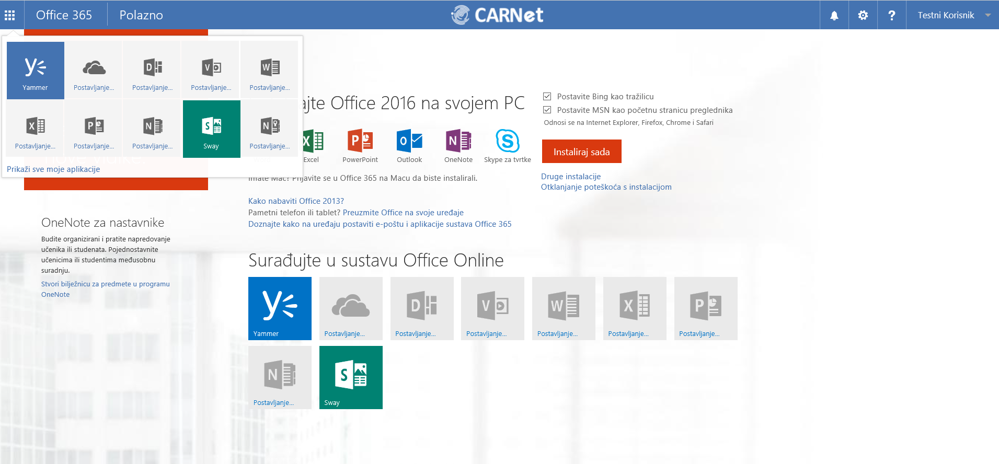 Office 365
Polazno
CARNet
?
Testni Korisnik
Yammer
Postavljanje...
Postavljanje...
Postavljanje...
Postavljanje...
Postavljanje...
Postavljanje...
Postavljanje...
Sway
Postavljanje...
Prikaži sve moje aplikacije
ajte Office 2016 na svojem PC
Excel
PowerPoint
Outlook
OneNote
Skype za tvrtke
Imate Mac? Prijavite se u Office 365 na Macu da biste instalirali.
Kako nabaviti Office 2013?
Pametni telefon ili tablet? Preuzmite Office na svoje uređaje
Doznajte kako na uređaju postaviti e-poštu i aplikacije sustava Office 365
Postavite Bing kao tražilicu
Postavite MSN kao početnu stranicu preglednika
Odnosi se na Internet Explorer, Firefox, Chrome i Safari
Instaliraj sada
Druge instalacije
Otklanjanje poteškoća s instalacijom
OneNote za nastavnike
Budite organizirani i pratite napredovanje
učenika ili studenata. Pojednostavnite
učenicima ili studentima međusobnu
suradnju.
Stvori bilježnicu za predmete u programu
OneNote
Surađujte u sustavu Office Online
Yammer
Postavljanje...
Postavljanje...
Postavljanje...
Postavljanje...
Postavljanje...
Postavljanje...
Postavljanje...
Sway